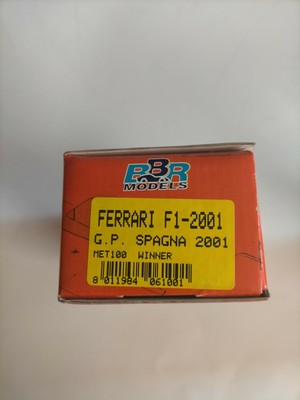 BBR
MODELS
FERRARI F1-2001
G.P. SPAGNA 2001
MET100 WINNER
8 011984 061001